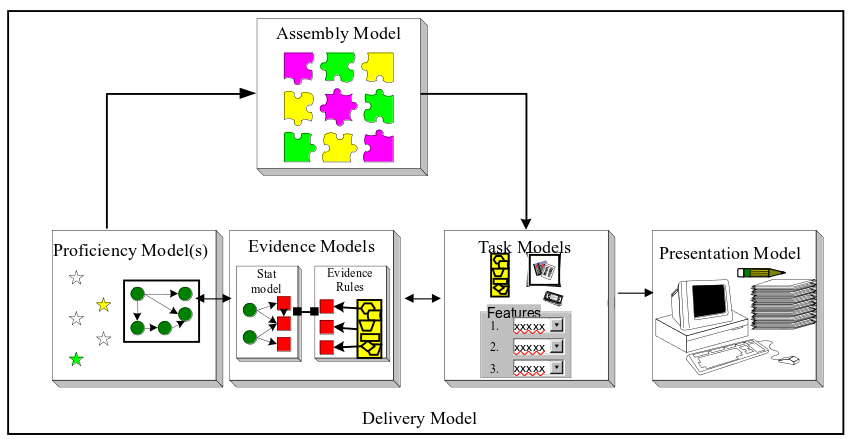 Assembly Model
Proficiency Model(s)
Evidence Models
Stat
model
Evidence
Rules
Task Models
Features
1. xxxxx
2. xxxxx
3. xxxxx
Presentation Model
Delivery Model